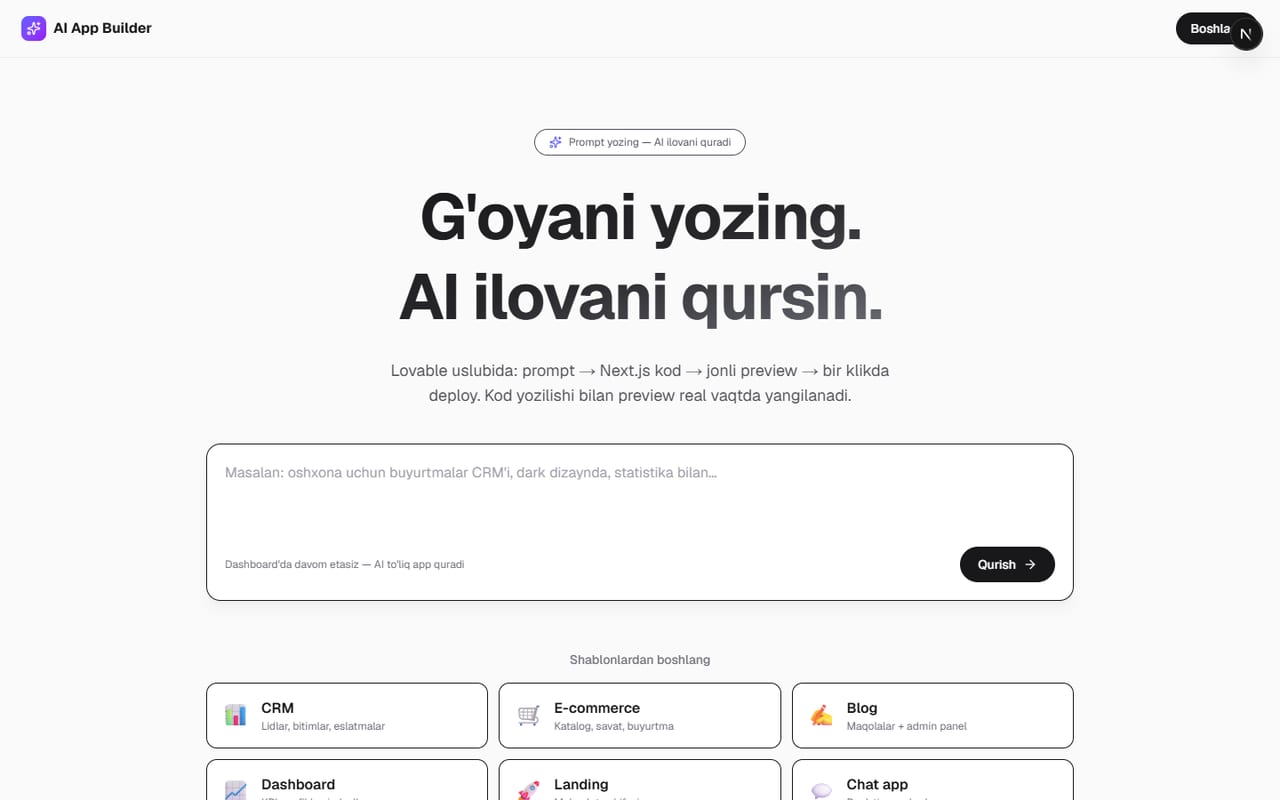 AI App Builder
Boshla
N
Prompt yozing — AI ilovani quradi
G'oyani yozing.
AI ilovani qursin.
Lovable uslubida: prompt → Next.js kod → jonli preview → bir klikda
deploy. Kod yozilishi bilan preview real vaqtda yangilanadi.
Masalan: oshxona uchun buyurtmalar CRM'i, dark dizaynda, statistika bilan...
Dashboard'da davom etasiz — AI to'liq app quradi
Qurish →
Shablonlardan boshlang
CRM
Lidlar, bitimlar, eslatmalar
E-commerce
Katalog, savat, buyurtma
Blog
Maqolalar + admin panel
Dashboard
Landing
Chat app